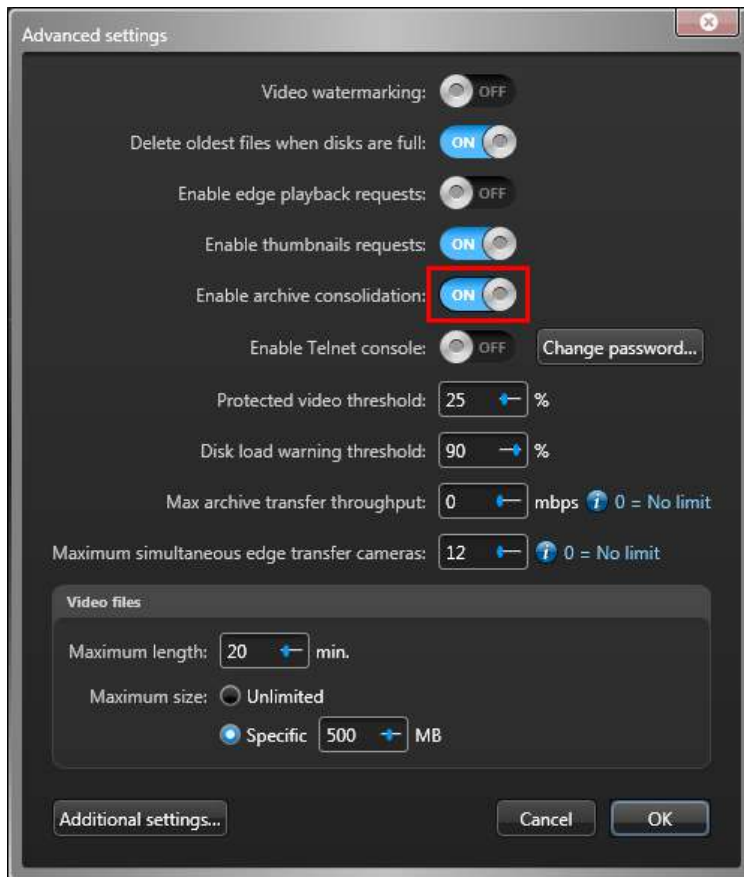 Advanced settings
Video watermarking: OFF
Delete oldest files when disks are full: ON
Enable edge playback requests: OFF
Enable thumbnails requests: ON
Enable archive consolidation: ON
Enable Telnet console: OFF Change password...
Protected video threshold: 25 %
Disk load warning threshold: 90 %
Max archive transfer throughput: 0 mbps i 0 = No limit
Maximum simultaneous edge transfer cameras: 12 i 0 = No limit
Video files
Maximum length: 20 min.
Maximum size: Unlimited
Specific 500 MB
Additional settings... Cancel OK